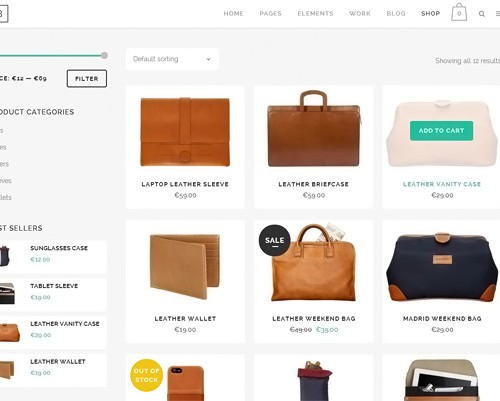 HOME PAGES ELEMENTS WORK BLOG SHOP 0
Default sorting
Showing all 12 results
€12 — €69
FILTER
CATEGORIES
ADD TO CART
LAPTOP LEATHER SLEEVE
€59.00
LEATHER BRIEFCASE
€59.00
LEATHER VANITY CASE
€29.00
SELLERS
SUNGLASSES CASE
€12.00
TABLET SLEEVE
€19.00
LEATHER VANITY CASE
€29.00
LEATHER WALLET
€19.00
SALE
LEATHER WALLET
€19.00
LEATHER WEEKEND BAG
€49.00 €39.00
MADRID WEEKEND BAG
€29.00
OUT OF
STOCK